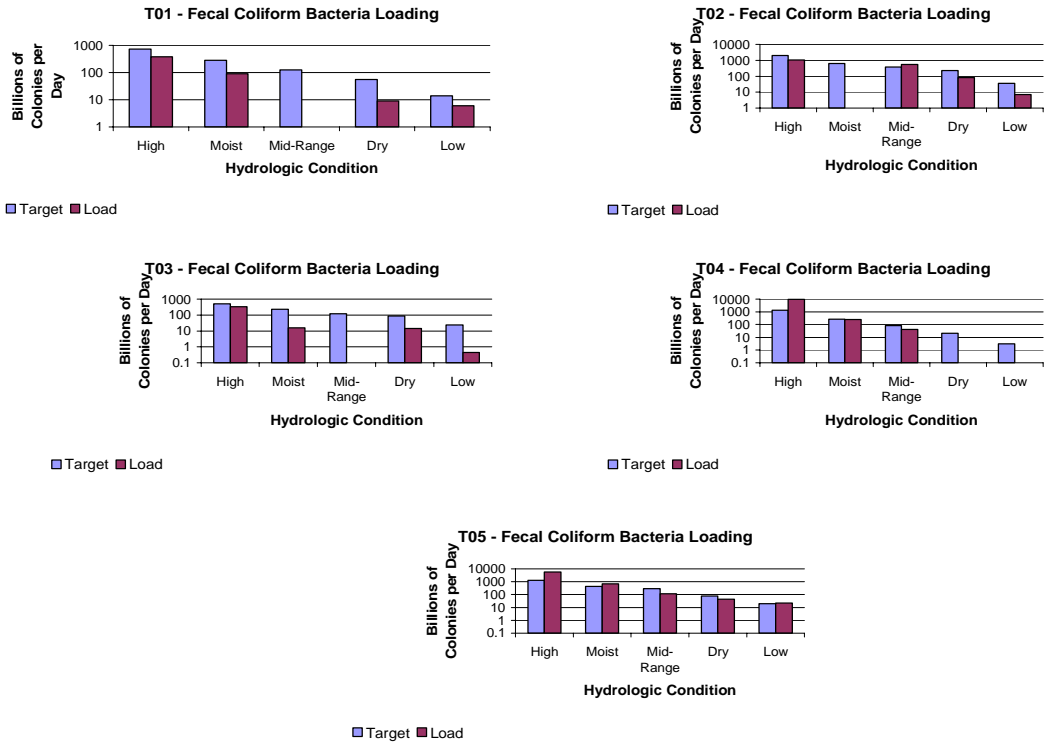 T01 - Fecal Coliform Bacteria Loading
Billions of
Colonies per
Day
1000
100
10
1
High Moist Mid-Range Dry Low
Hydrologic Condition
Target Load
T02 - Fecal Coliform Bacteria Loading
Billions of
Colonies per Day
10000
1000
100
10
1
High Moist Mid- Dry Low
Range
Hydrologic Condition
Target Load
T03 - Fecal Coliform Bacteria Loading
Billions of
Colonies per Day
1000
100
10
1
0.1
High Moist Mid- Dry Low
Range
Hydrologic Condition
Target Load
T04 - Fecal Coliform Bacteria Loading
Billions of
Colonies per Day
10000
1000
100
10
1
0.1
High Moist Mid- Dry Low
Range
Hydrologic Condition
Target Load
T05 - Fecal Coliform Bacteria Loading
Billions of
Colonies per Day
10000
1000
100
10
1
0.1
High Moist Mid- Dry Low
Range
Hydrologic Condition
Target Load